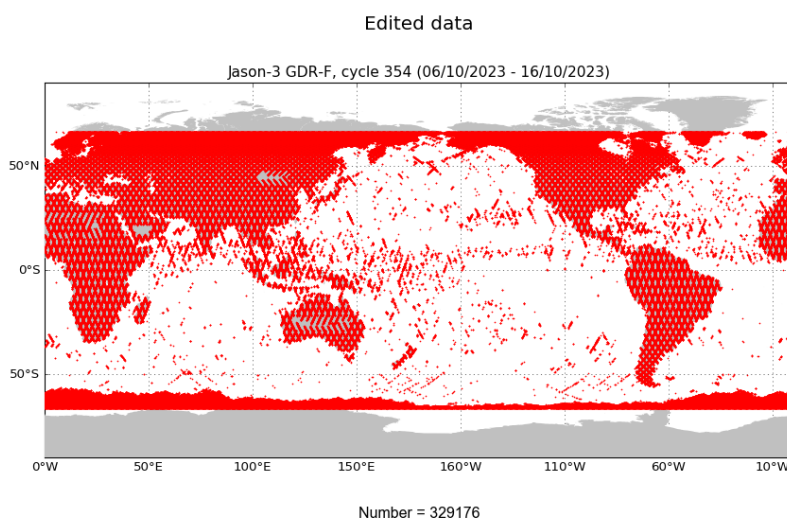 Edited data
Jason-3 GDR-F, cycle 354 (06/10/2023 - 16/10/2023)
50°N
0°S
50°S
0°W 50°E 100°E 150°E 160°W 110°W 60°W 10°W
Number = 329176